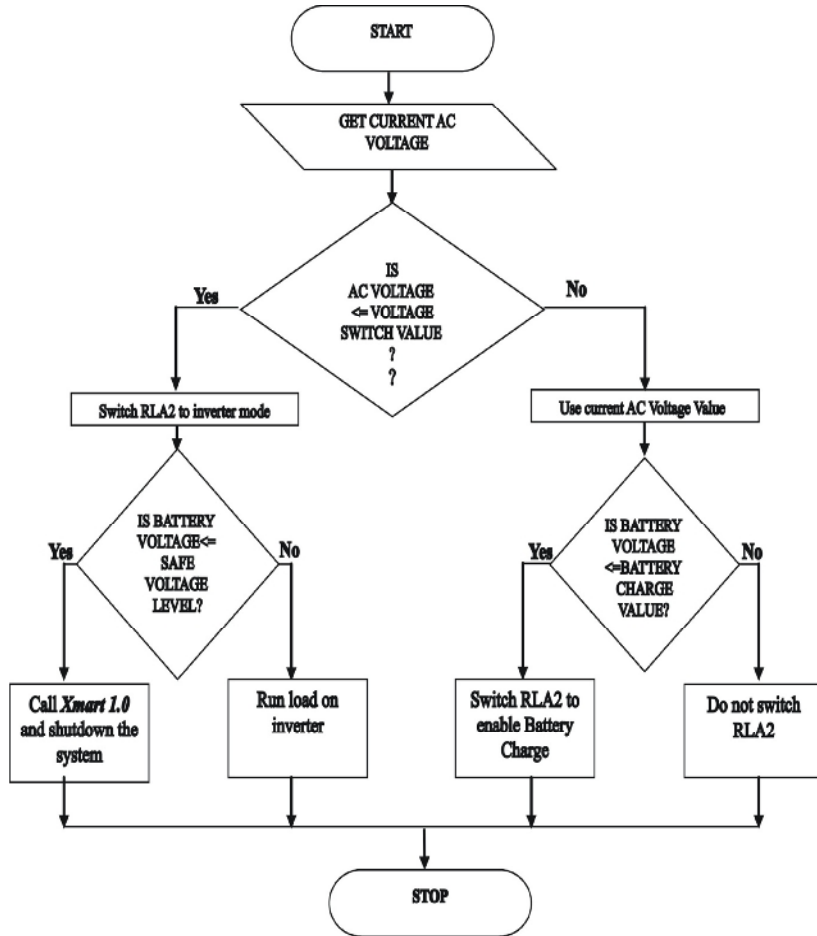 START
GET CURRENT AC
VOLTAGE
IS
AC VOLTAGE
<= VOLTAGE
SWITCH VALUE
?
?
Yes
No
Switch RLA2 to inverter mode
Use current AC Voltage Value
IS BATTERY
VOLTAGE<=
SAFE
VOLTAGE
LEVEL?
Yes
No
IS BATTERY
VOLTAGE
<=BATTERY
CHARGE
VALUE?
Yes
No
Call Xmart 1.0
and shutdown the
system
Run load on
inverter
Switch RLA2 to
enable Battery
Charge
Do not switch
RLA2
STOP